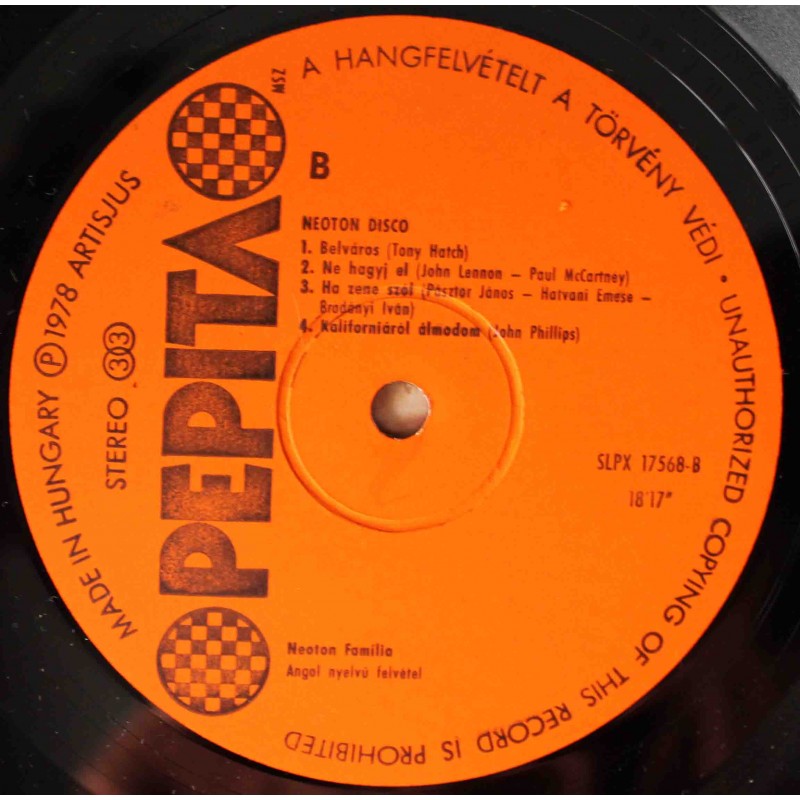 A HANGFELVÉTELT A TÖRVÉNY VÉDI • UNAUTHORIZED COPYING OF THIS RECORD IS PROHIBITED
MADE IN HUNGARY Ⓟ 1978 ARTISJUS
STEREO 33
PEPITA
MSZ
B
NEOTON DISCO
1. Belváros (Tony Hatch)
2. Ne hagyj el (John Lennon – Paul McCartney)
3. Ha zene szól (Pásztor János – Hatvani Emese –
Bradányi Iván)
4. Kaliforniáról álmodom (John Phillips)
SLPX 17568-B
18'17"
Neoton Família
Angol nyelvű felvétel